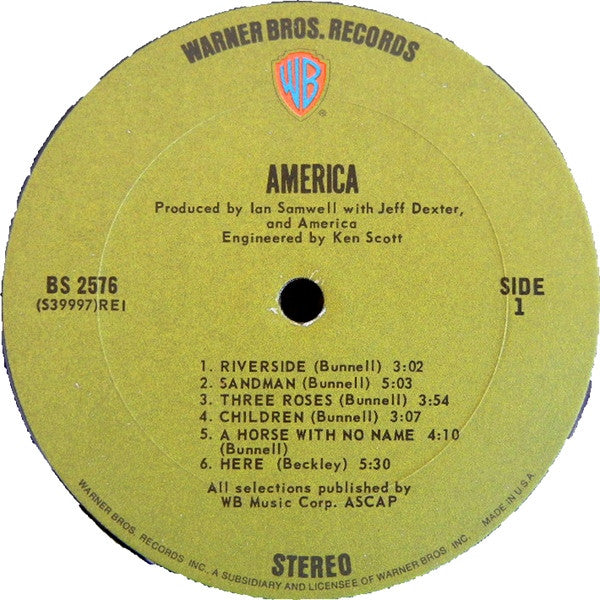 WARNER BROS. RECORDS
WB
®
AMERICA
Produced by Ian Samwell with Jeff Dexter,
and America
Engineered by Ken Scott
BS 2576
(S39997)RE1
SIDE
1
1. RIVERSIDE (Bunnell) 3:02
2. SANDMAN (Bunnell) 5:03
3. THREE ROSES (Bunnell) 3:54
4. CHILDREN (Bunnell) 3:07
5. A HORSE WITH NO NAME 4:10
(Bunnell)
6. HERE (Beckley) 5:30
All selections published by
WB Music Corp. ASCAP
STEREO
WARNER BROS. RECORDS INC., A SUBSIDIARY AND LICENSEE OF WARNER BROS. INC. MADE IN U.S.A.